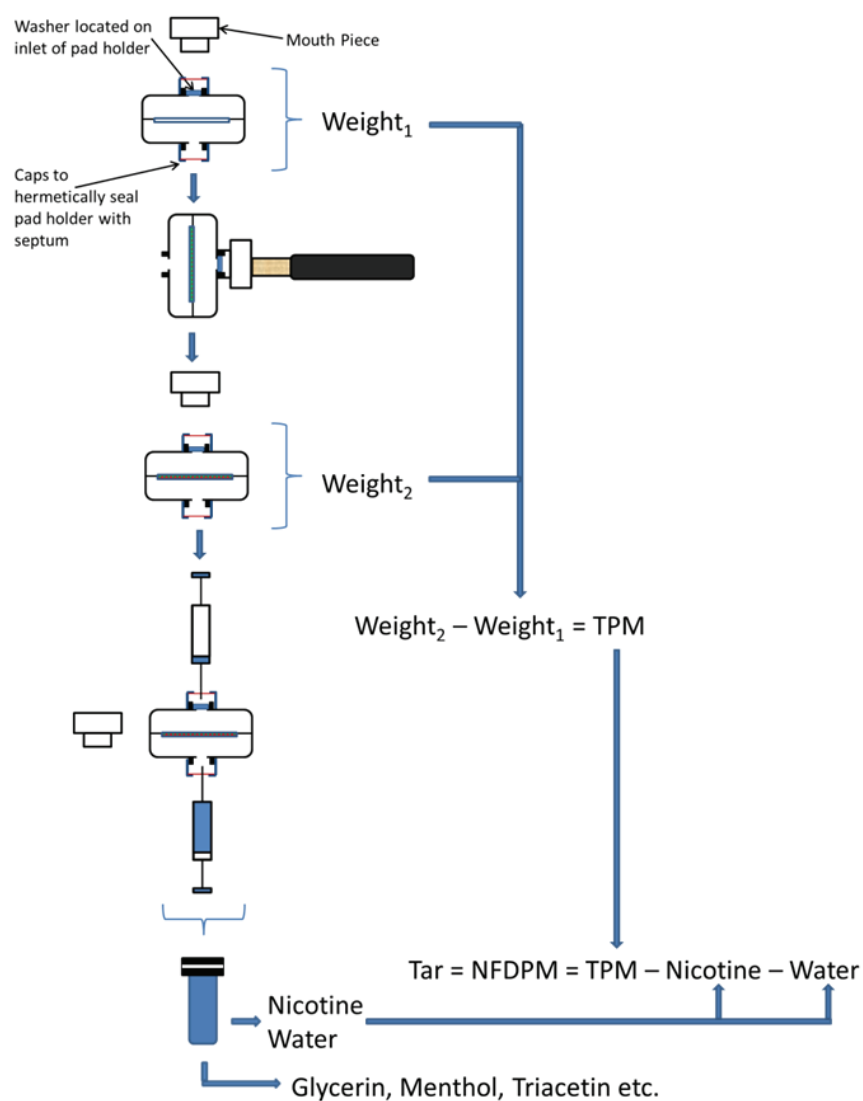 Washer located on
inlet of pad holder
Mouth Piece
Weight₁
Caps to
hermetically seal
pad holder with
septum
Weight₂
Weight₂ – Weight₁ = TPM
Tar = NFDPM = TPM – Nicotine – Water
Nicotine
Water
Glycerin, Menthol, Triacetin etc.